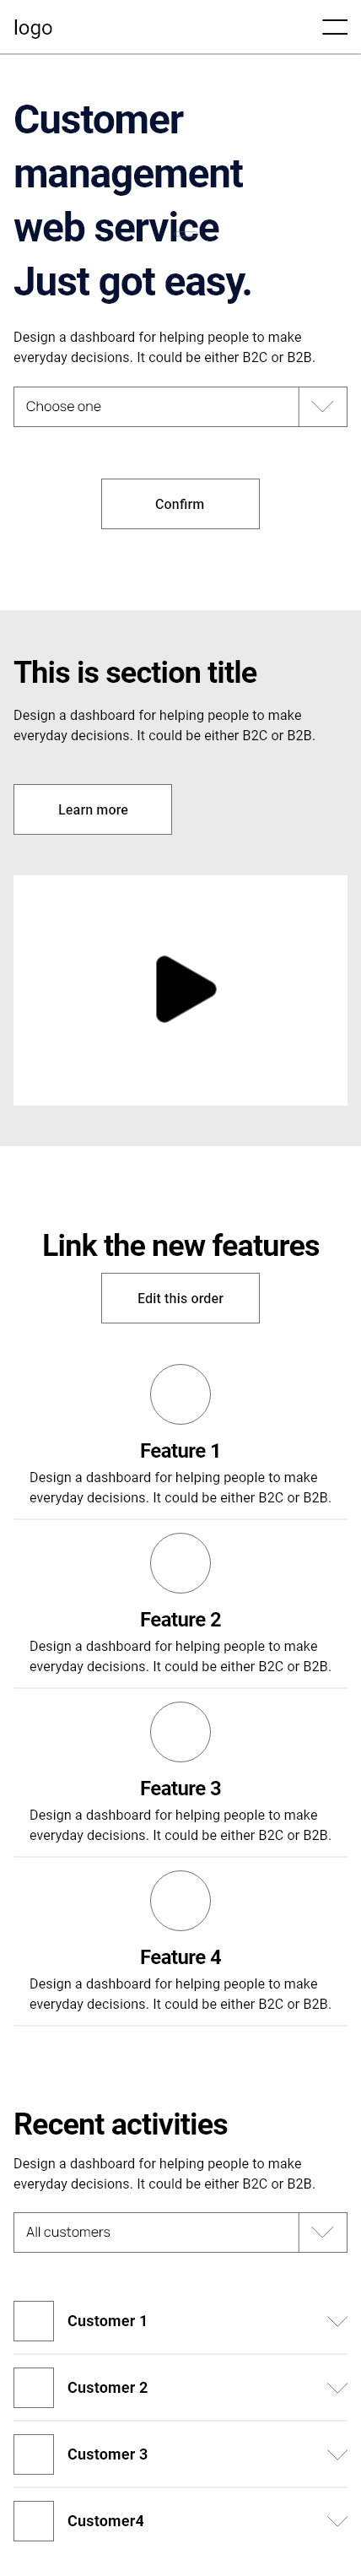 logo
Customer
management
web service
Just got easy.
Design a dashboard for helping people to make
everyday decisions. It could be either B2C or B2B.
Choose one
Confirm
This is section title
Design a dashboard for helping people to make
everyday decisions. It could be either B2C or B2B.
Learn more
Link the new features
Edit this order
Feature 1
Design a dashboard for helping people to make
everyday decisions. It could be either B2C or B2B.
Feature 2
Design a dashboard for helping people to make
everyday decisions. It could be either B2C or B2B.
Feature 3
Design a dashboard for helping people to make
everyday decisions. It could be either B2C or B2B.
Feature 4
Design a dashboard for helping people to make
everyday decisions. It could be either B2C or B2B.
Recent activities
Design a dashboard for helping people to make
everyday decisions. It could be either B2C or B2B.
All customers
Customer 1
Customer 2
Customer 3
Customer4